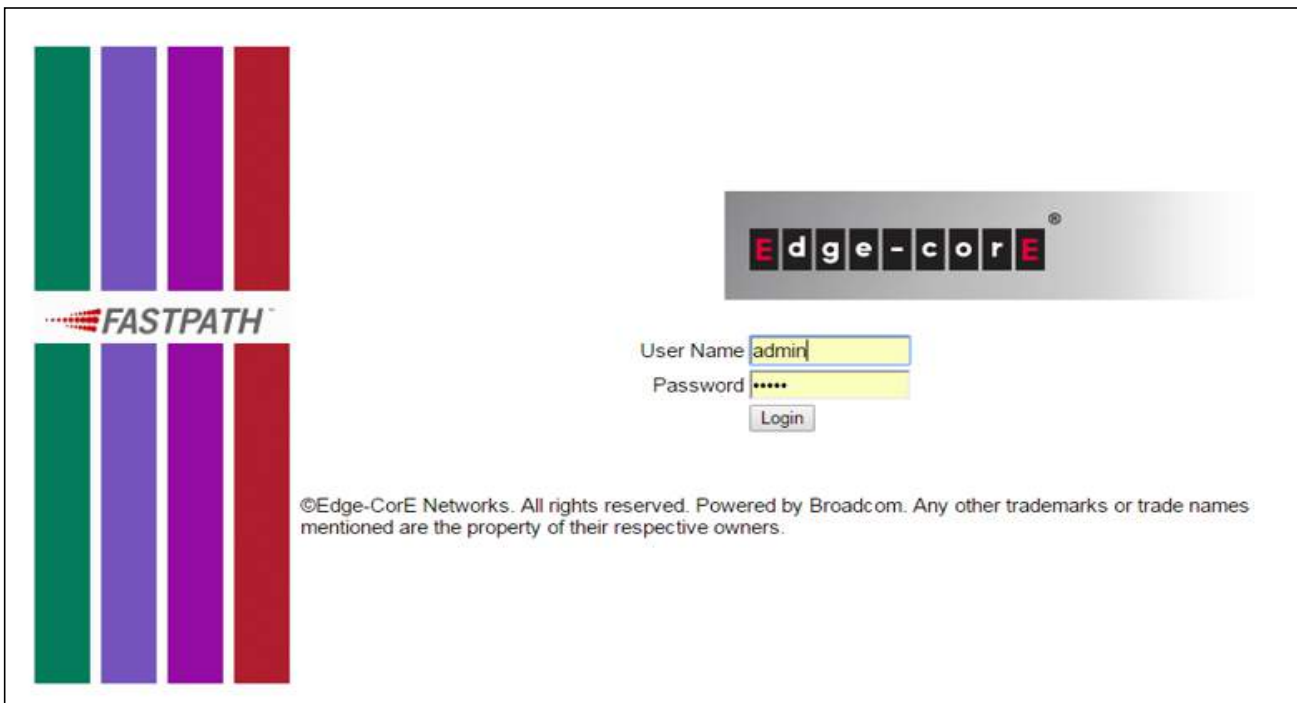 Edge-corE®
FASTPATH™
User Name admin
Password •••••
Login
©Edge-CorE Networks. All rights reserved. Powered by Broadcom. Any other trademarks or trade names
mentioned are the property of their respective owners.